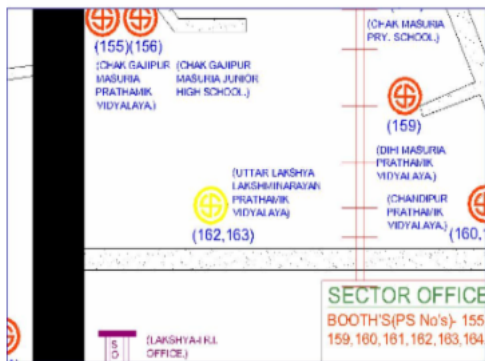 (CHAK MASURIA
PRY. SCHOOL.)
(155)(156)
(CHAK GAJIPUR
MASURIA
PRATHAMIK
VIDYALAYA.)
(CHAK GAJIPUR
MASURIA JUNIOR
HIGH SCHOOL.)
(159)
(DIHI MASURIA
PRATHAMIK
VIDYALAYA.)
(UTTAR LAKSHYA
LAKSHMINARAYAN
PRATHAMIK
VIDYALAYA)
(162,163)
(CHANDIPUR
PRATHAMIK
VIDYALAYA.)
(160,1
SECTOR OFFICE
BOOTH'S(PS No's)- 155
159,160,161,162,163,164
S
O
(LAKSHYA-I R.I.
OFFICE.)